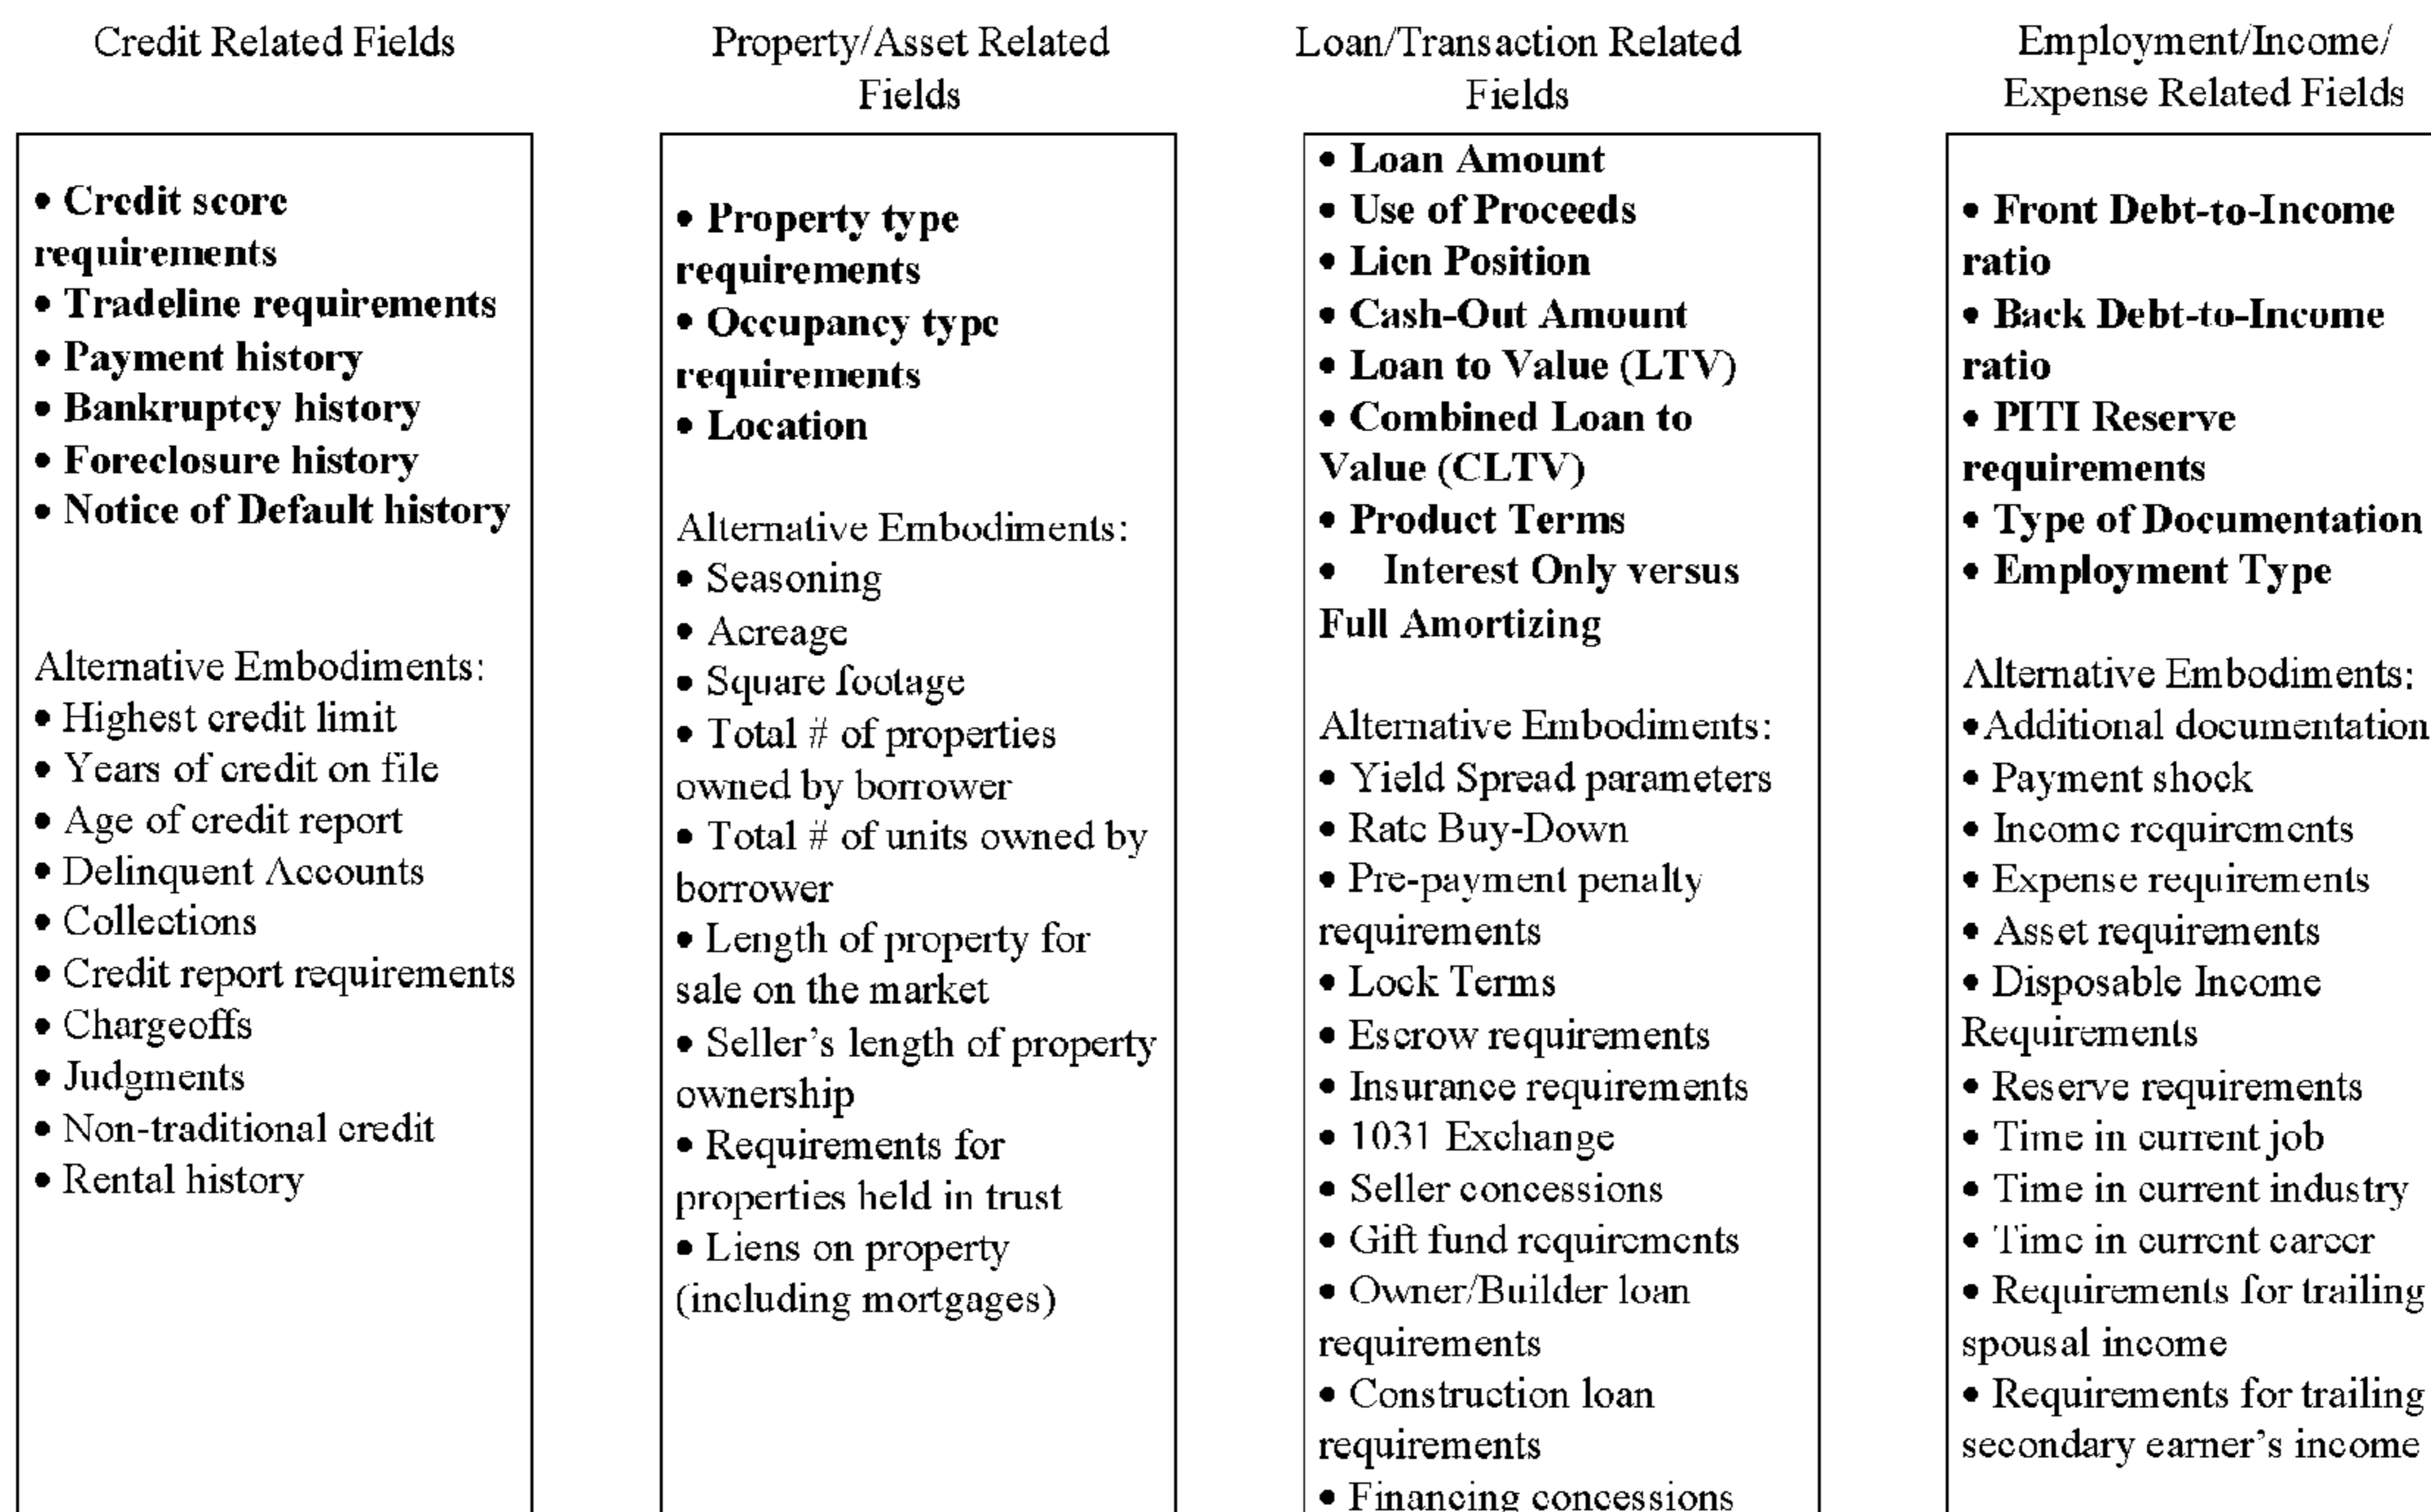 Credit Related Fields
• Credit score
requirements
• Tradeline requirements
• Payment history
• Bankruptcy history
• Foreclosure history
• Notice of Default history
Alternative Embodiments:
• Highest credit limit
• Years of credit on file
• Age of credit report
• Delinquent Accounts
• Collections
• Credit report requirements
• Chargeoffs
• Judgments
• Non-traditional credit
• Rental history
Property/Asset Related
Fields
• Property type
requirements
• Occupancy type
requirements
• Location
Alternative Embodiments:
• Seasoning
• Acreage
• Square footage
• Total # of properties
owned by borrower
• Total # of units owned by
borrower
• Length of property for
sale on the market
• Seller's length of property
ownership
• Requirements for
properties held in trust
• Liens on property
(including mortgages)
Loan/Transaction Related
Fields
• Loan Amount
• Use of Proceeds
• Lien Position
• Cash-Out Amount
• Loan to Value (LTV)
• Combined Loan to
Value (CLTV)
• Product Terms
• Interest Only versus
Full Amortizing
Alternative Embodiments:
• Yield Spread parameters
• Rate Buy-Down
• Pre-payment penalty
requirements
• Lock Terms
• Escrow requirements
• Insurance requirements
• 1031 Exchange
• Seller concessions
• Gift fund requirements
• Owner/Builder loan
requirements
• Construction loan
requirements
• Financing concessions
Employment/Income/
Expense Related Fields
• Front Debt-to-Income
ratio
• Back Debt-to-Income
ratio
• PITI Reserve
requirements
• Type of Documentation
• Employment Type
Alternative Embodiments:
•Additional documentation
• Payment shock
• Income requirements
• Expense requirements
• Asset requirements
• Disposable Income
Requirements
• Reserve requirements
• Time in current job
• Time in current industry
• Time in current career
• Requirements for trailing
spousal income
• Requirements for trailing
secondary earner's income